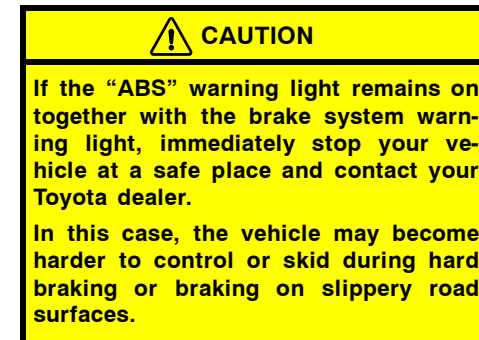 CAUTION
If the “ABS” warning light remains on
together with the brake system warn-
ing light, immediately stop your ve-
hicle at a safe place and contact your
Toyota dealer.
In this case, the vehicle may become
harder to control or skid during hard
braking or braking on slippery road
surfaces.